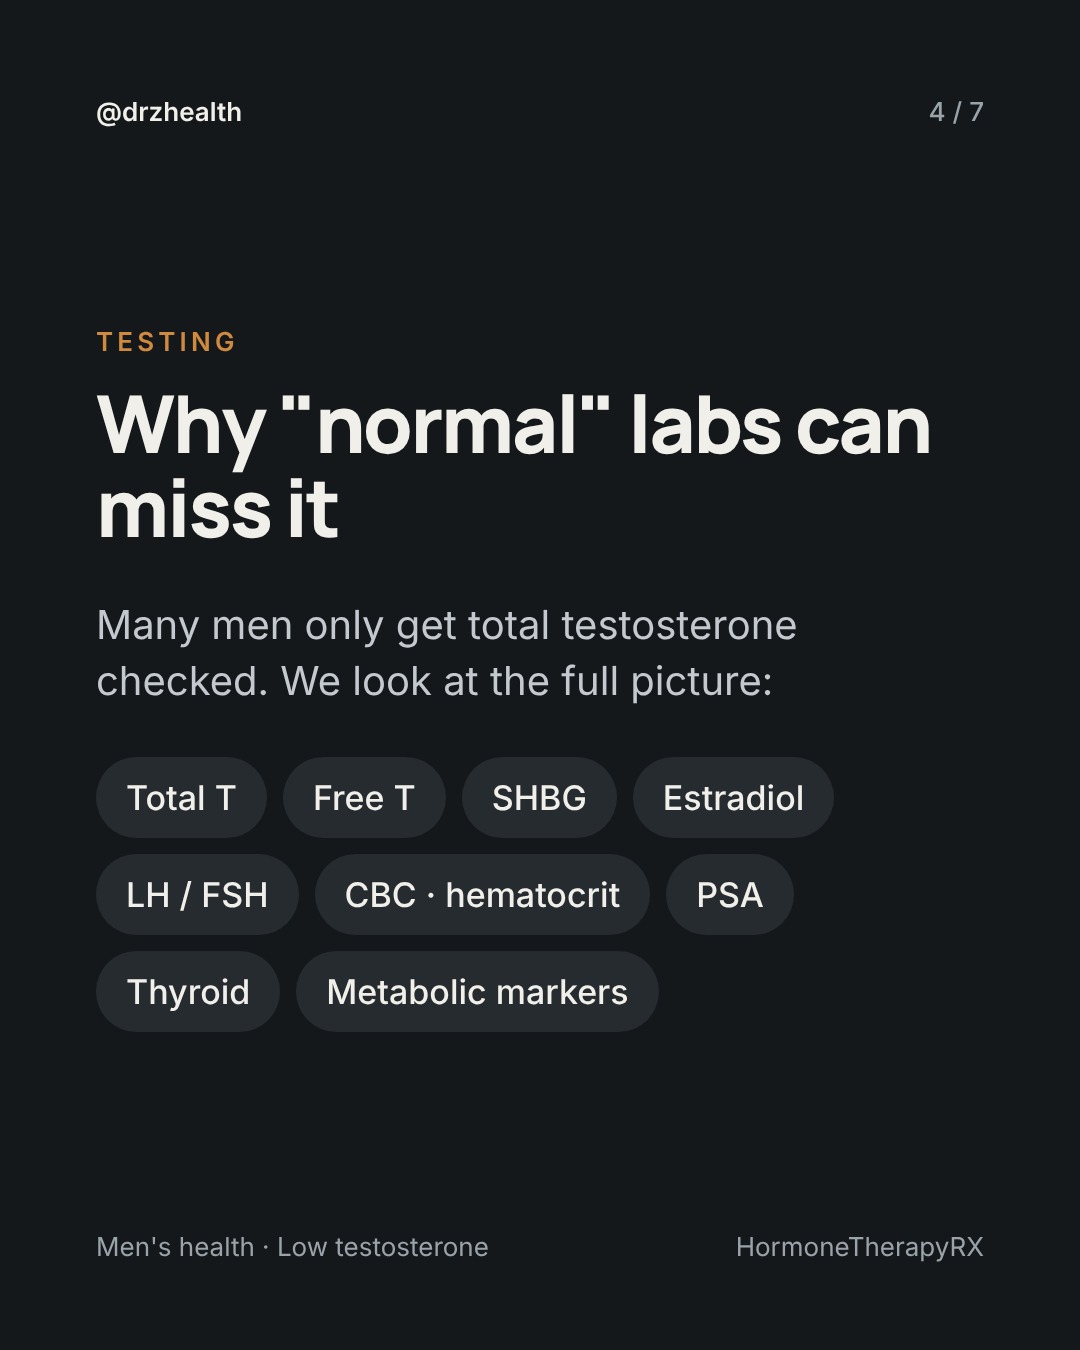 @drzhealth
4 / 7
TESTING
Why "normal" labs can
miss it
Many men only get total testosterone
checked. We look at the full picture:
Total T
Free T
SHBG
Estradiol
LH / FSH
CBC · hematocrit
PSA
Thyroid
Metabolic markers
Men's health · Low testosterone
HormoneTherapyRX